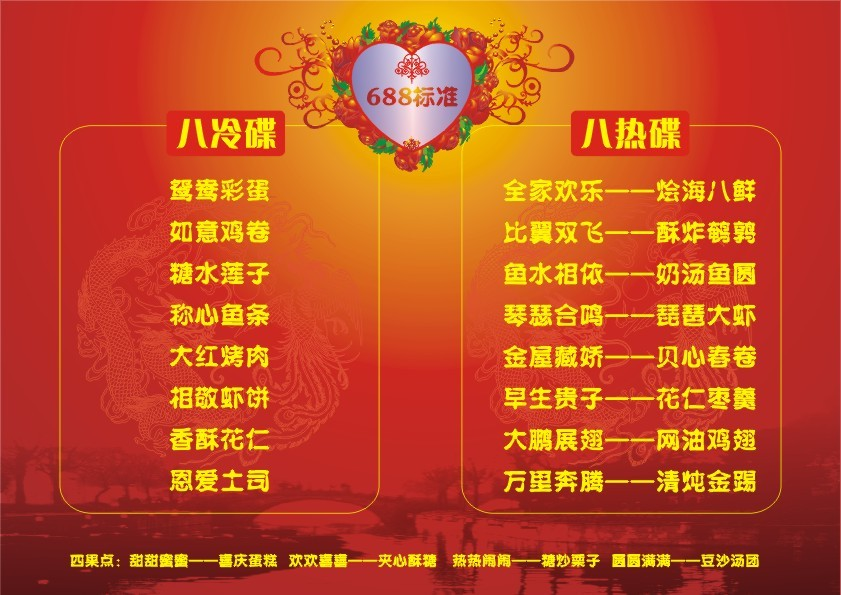 688标准
八冷碟
鸳鸯彩蛋
如意鸡卷
糖水莲子
称心鱼条
大红烤肉
相敬虾饼
香酥花仁
恩爱土司
八热碟
全家欢乐——烩海八鲜
比翼双飞——酥炸鹌鹑
鱼水相依——奶汤鱼圆
琴瑟合鸣——琵琶大虾
金屋藏娇——贝心春卷
早生贵子——花仁枣羹
大鹏展翅——网油鸡翅
万里奔腾——清炖金踢
四果点：甜甜蜜蜜——喜庆蛋糕 欢欢喜喜——夹心酥糖 热热闹闹——糖炒栗子 圆圆满满——豆沙汤团